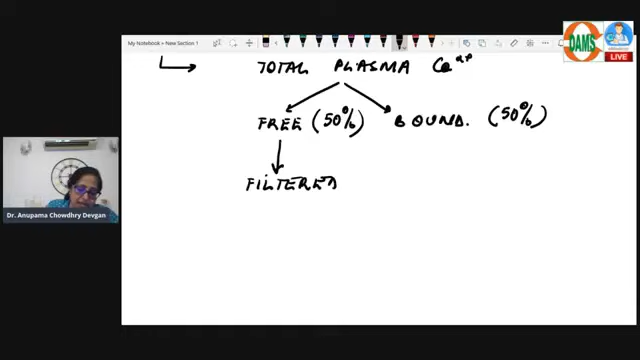 My Notebook > New Section 1
DAMS
eMedicoz
LIVE
TOTAL PLASMA Ca++
FREE (50%) BOUND. (50%)
FILTERED
Dr. Anupama Chowdhry Devgan